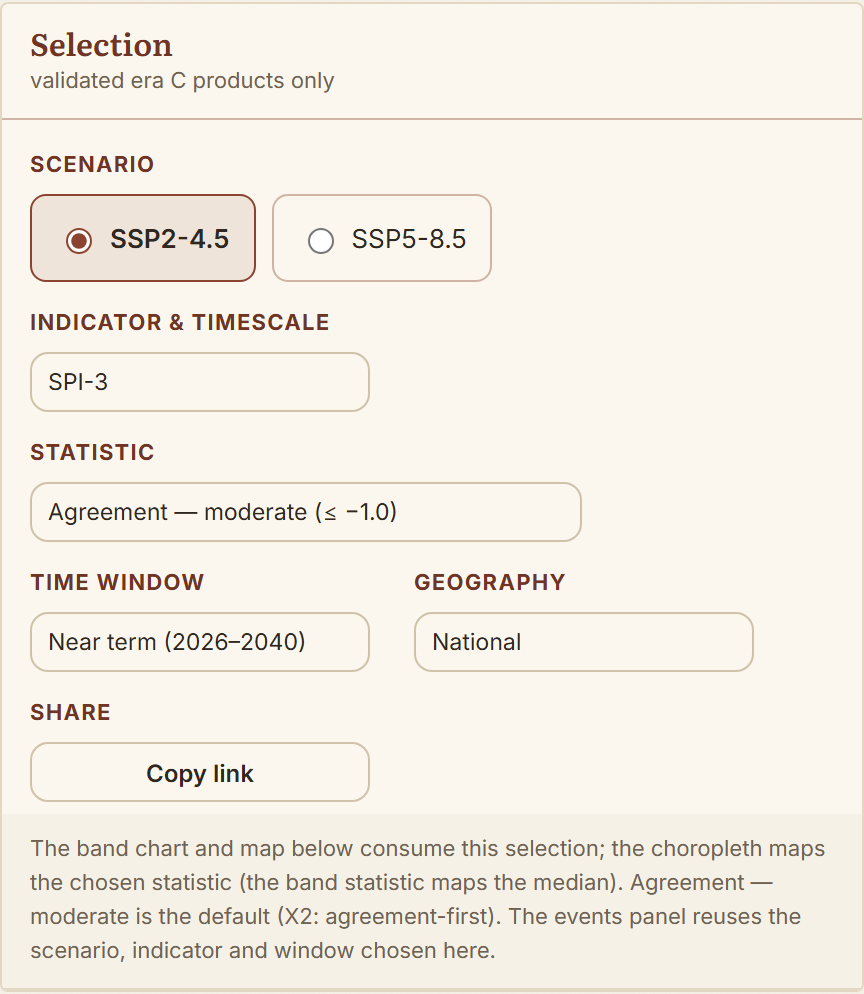 Selection
validated era C products only
SCENARIO
SSP2-4.5
SSP5-8.5
INDICATOR & TIMESCALE
SPI-3
STATISTIC
Agreement — moderate (≤ −1.0)
TIME WINDOW
GEOGRAPHY
Near term (2026–2040)
National
SHARE
Copy link
The band chart and map below consume this selection; the choropleth maps
the chosen statistic (the band statistic maps the median). Agreement —
moderate is the default (X2: agreement-first). The events panel reuses the
scenario, indicator and window chosen here.